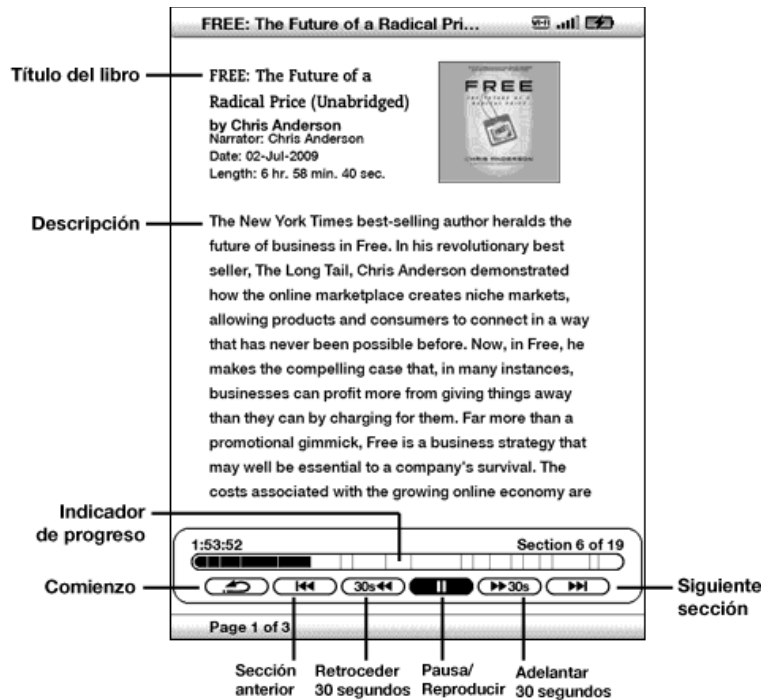 FREE: The Future of a Radical Pri...
Título del libro
FREE: The Future of a
Radical Price (Unabridged)
by Chris Anderson
Narrator: Chris Anderson
Date: 02-Jul-2009
Length: 6 hr. 58 min. 40 sec.
FREE
THE FUTURE OF A
RADICAL PRICE
CHRIS ANDERSON
Descripción
The New York Times best-selling author heralds the
future of business in Free. In his revolutionary best
seller, The Long Tail, Chris Anderson demonstrated
how the online marketplace creates niche markets,
allowing products and consumers to connect in a way
that has never been possible before. Now, in Free, he
makes the compelling case that, in many instances,
businesses can profit more from giving things away
than they can by charging for them. Far more than a
promotional gimmick, Free is a business strategy that
may well be essential to a company's survival. The
costs associated with the growing online economy are
Indicador
de progreso
1:53:52
Section 6 of 19
Comienzo
30s
30s
Siguiente
sección
Page 1 of 3
Sección
anterior
Retroceder
30 segundos
Pausa/
Reproducir
Adelantar
30 segundos